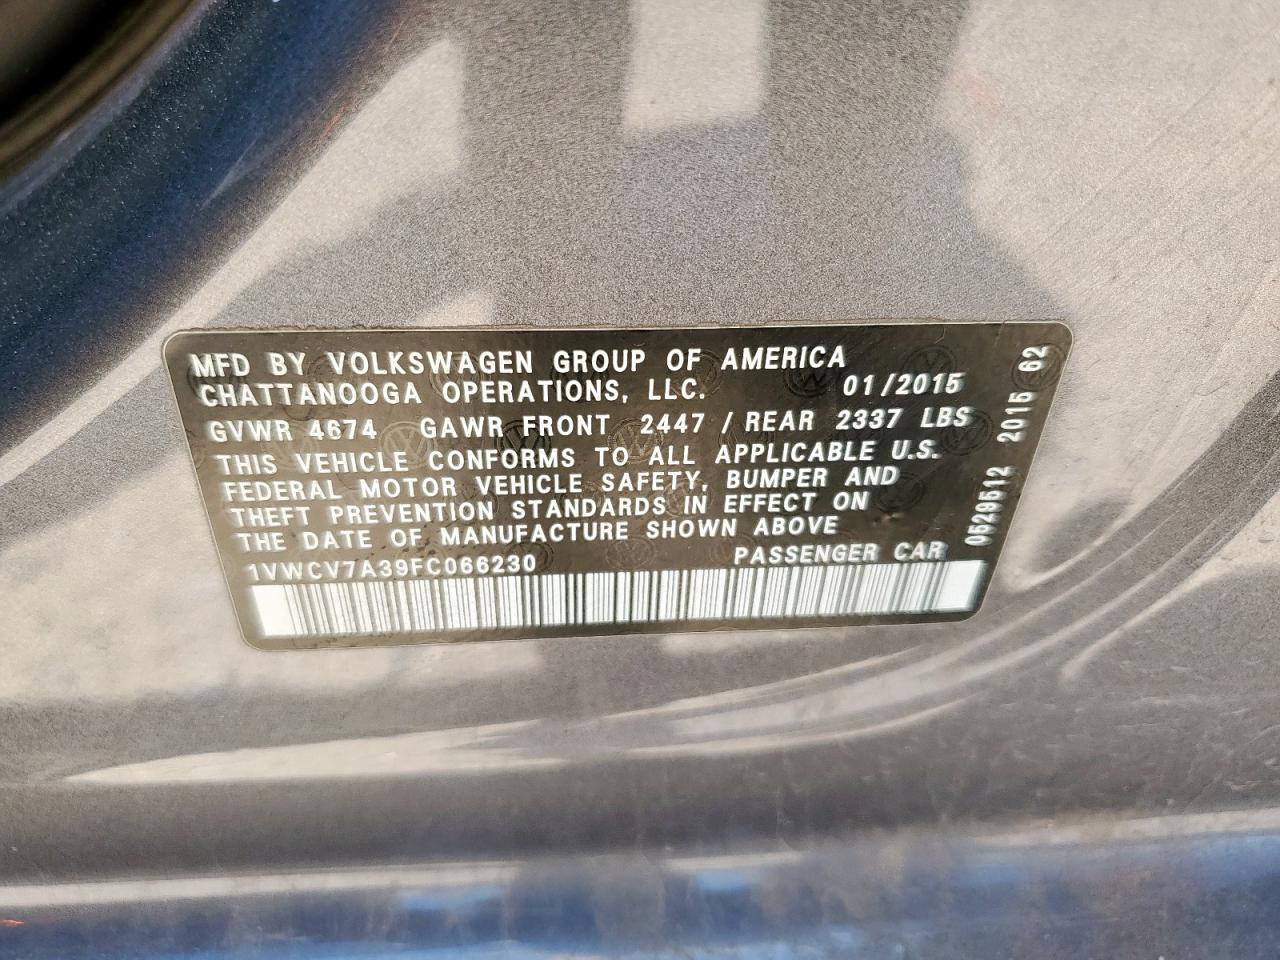 MFD BY VOLKSWAGEN GROUP OF AMERICA
CHATTANOOGA OPERATIONS, LLC. 01/2015
GVWR 4674 GAWR FRONT 2447 / REAR 2337 LBS
THIS VEHICLE CONFORMS TO ALL APPLICABLE U.S.
FEDERAL MOTOR VEHICLE SAFETY, BUMPER AND
THEFT PREVENTION STANDARDS IN EFFECT ON
THE DATE OF MANUFACTURE SHOWN ABOVE
1VWCV7A39FC066230 PASSENGER CAR
0529512 2015 62